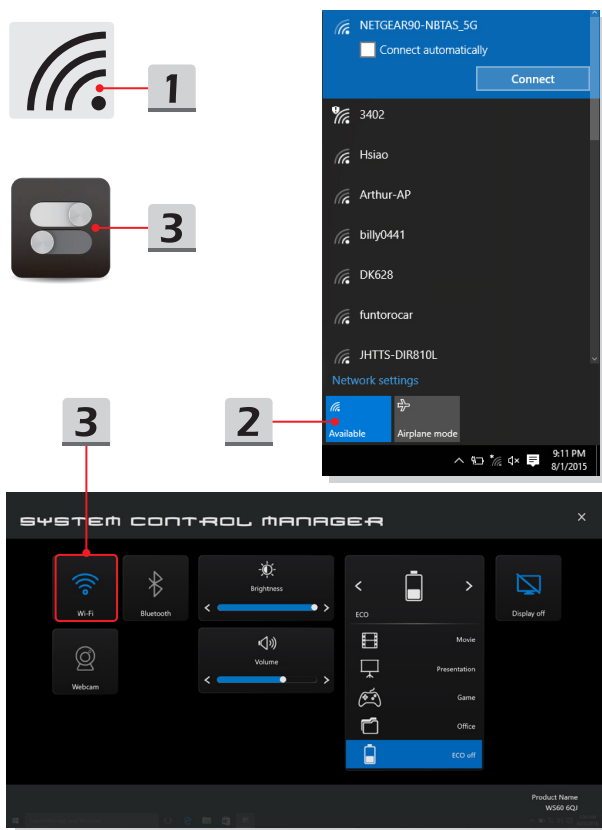 1
NETGEAR90-NBTAS_5G
Connect automatically
Connect
3402
Hsiao
3
Arthur-AP
billy0441
DK628
funtorocar
JHTTS-DIR810L
Network settings
3
2
Available
Airplane mode
9:11 PM
8/1/2015
SYSTEM CONTROL MANAGER
Wi-Fi
Bluetooth
Brightness
ECO
Display off
Movie
Webcam
Volume
Presentation
Game
Office
ECO off
Product Name
WS60 6QJ